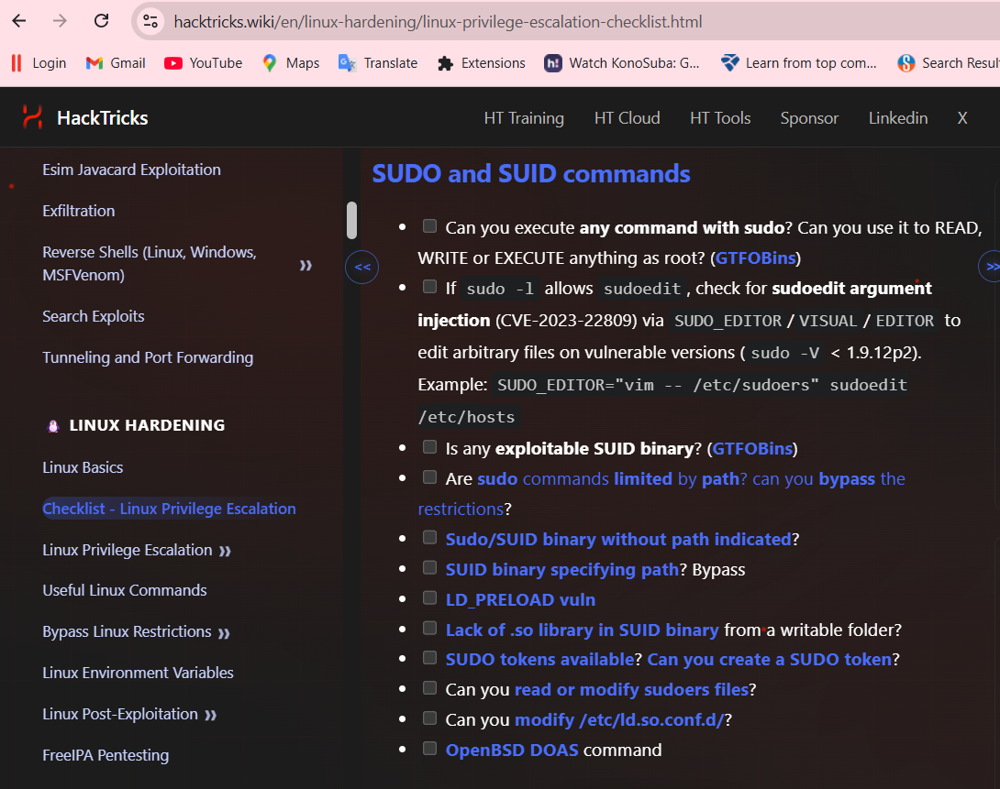 hacktricks.wiki/en/linux-hardening/linux-privilege-escalation-checklist.html
Login Gmail YouTube Maps Translate Extensions h! Watch KonoSuba: G... Learn from top com... Search Resul
HackTricks HT Training HT Cloud HT Tools Sponsor Linkedin X
Esim Javacard Exploitation
Exfiltration
Reverse Shells (Linux, Windows,
MSFVenom)
Search Exploits
Tunneling and Port Forwarding
LINUX HARDENING
Linux Basics
Checklist - Linux Privilege Escalation
Linux Privilege Escalation
Useful Linux Commands
Bypass Linux Restrictions
Linux Environment Variables
Linux Post-Exploitation
FreeIPA Pentesting
<<
>>
SUDO and SUID commands
Can you execute any command with sudo? Can you use it to READ,
WRITE or EXECUTE anything as root? (GTFOBins)
If sudo -l allows sudoedit, check for sudoedit argument
injection (CVE-2023-22809) via SUDO_EDITOR / VISUAL / EDITOR to
edit arbitrary files on vulnerable versions ( sudo -V < 1.9.12p2).
Example: SUDO_EDITOR="vim -- /etc/sudoers" sudoedit
/etc/hosts
Is any exploitable SUID binary? (GTFOBins)
Are sudo commands limited by path? can you bypass the
restrictions?
Sudo/SUID binary without path indicated?
SUID binary specifying path? Bypass
LD_PRELOAD vuln
Lack of .so library in SUID binary from a writable folder?
SUDO tokens available? Can you create a SUDO token?
Can you read or modify sudoers files?
Can you modify /etc/ld.so.conf.d/?
OpenBSD DOAS command